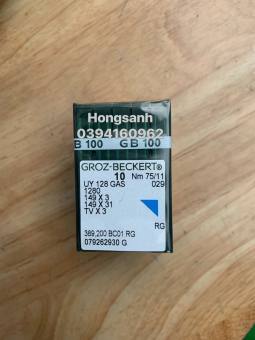 Hongsanh
0394160962
B 100 GB 100
GROZ-BECKERT®
10 Nm 75/11
UY 128 GAS 029
1280
149 X 3
149 X 31
TV X 3
RG
369,200 BC01 RG
079262930 G